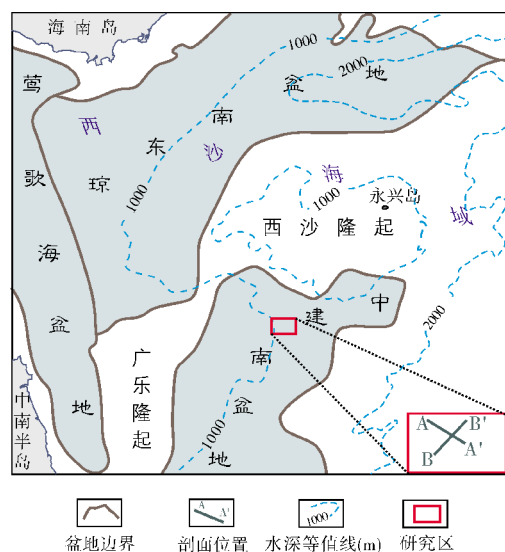 海南岛
莺歌海盆地
琼东南盆地
西沙海域
1000
2000
1000
1000
永兴岛
西沙隆起
2000
中建南盆地
广乐隆起
1000
中南半岛
A B'
B A'
A
A'
1000
盆地边界 剖面位置 水深等值线(m) 研究区